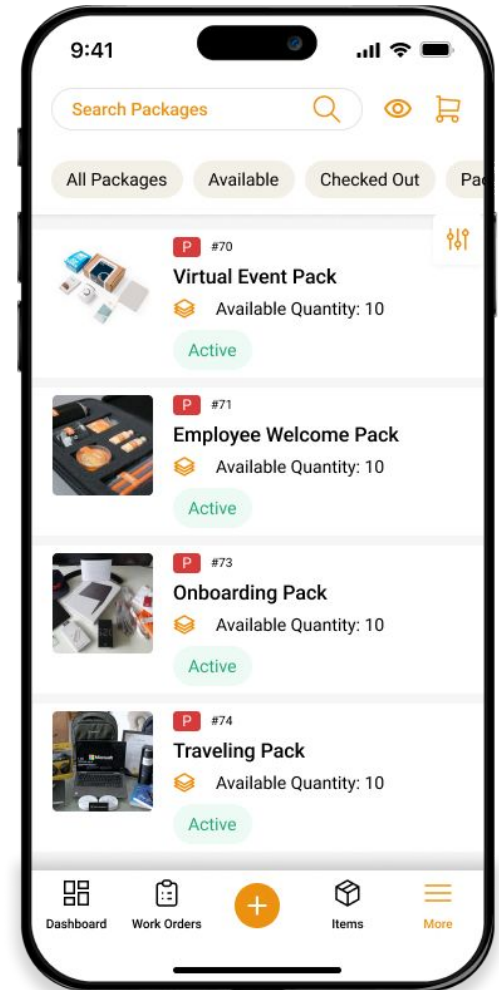 9:41
Search Packages
All Packages Available Checked Out Pac
P #70
Virtual Event Pack
Available Quantity: 10
Active
P #71
Employee Welcome Pack
Available Quantity: 10
Active
P #73
Onboarding Pack
Available Quantity: 10
Active
P #74
Traveling Pack
Microsoft
Available Quantity: 10
Active
Dashboard Work Orders Items More